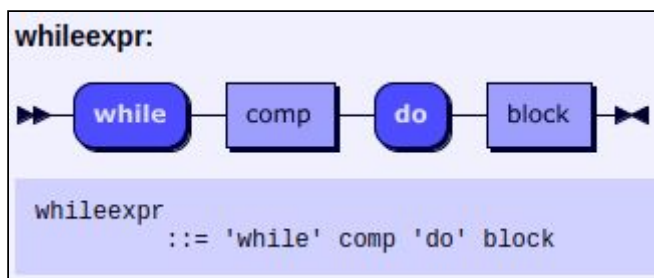 whileexpr:
while comp do block
whileexpr
::= 'while' comp 'do' block